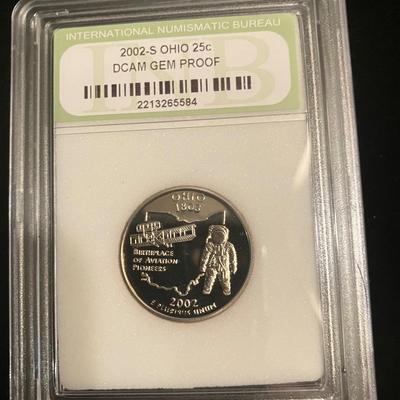 INTERNATIONAL NUMISMATIC BUREAU
INB
2002-S OHIO 25c
DCAM GEM PROOF
2213265584
OHIO
1803
BIRTHPLACE
OF AVIATION
PIONEERS
2002
E PLURIBUS UNUM